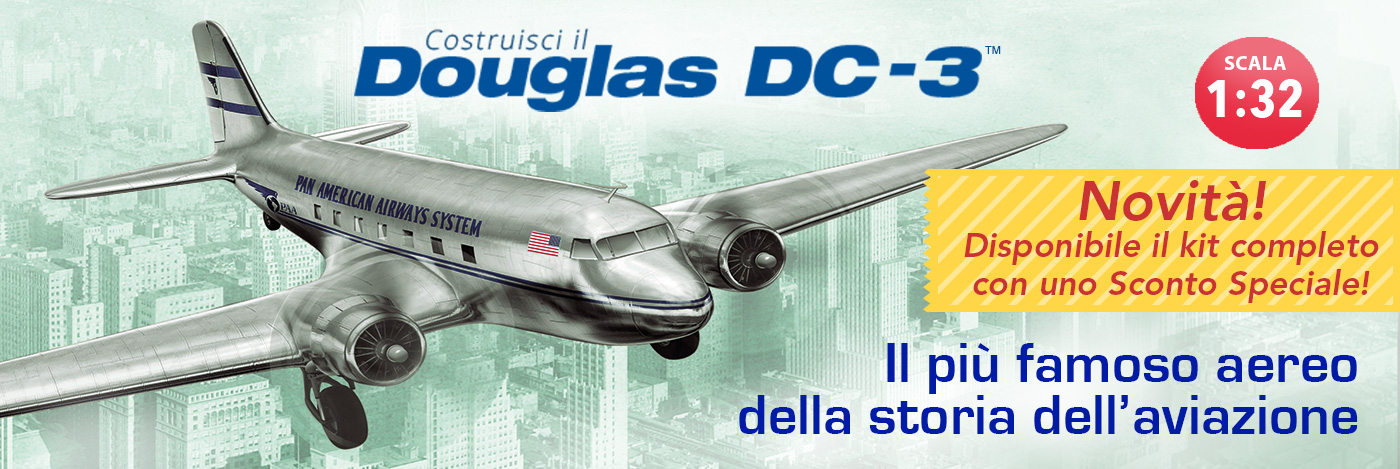 Costruisci il
Douglas DC-3™
SCALA
1:32
PAN AMERICAN AIRWAYS SYSTEM
PAA
Novità!
Disponibile il kit completo
con uno Sconto Speciale!
Il più famoso aereo
della storia dell'aviazione